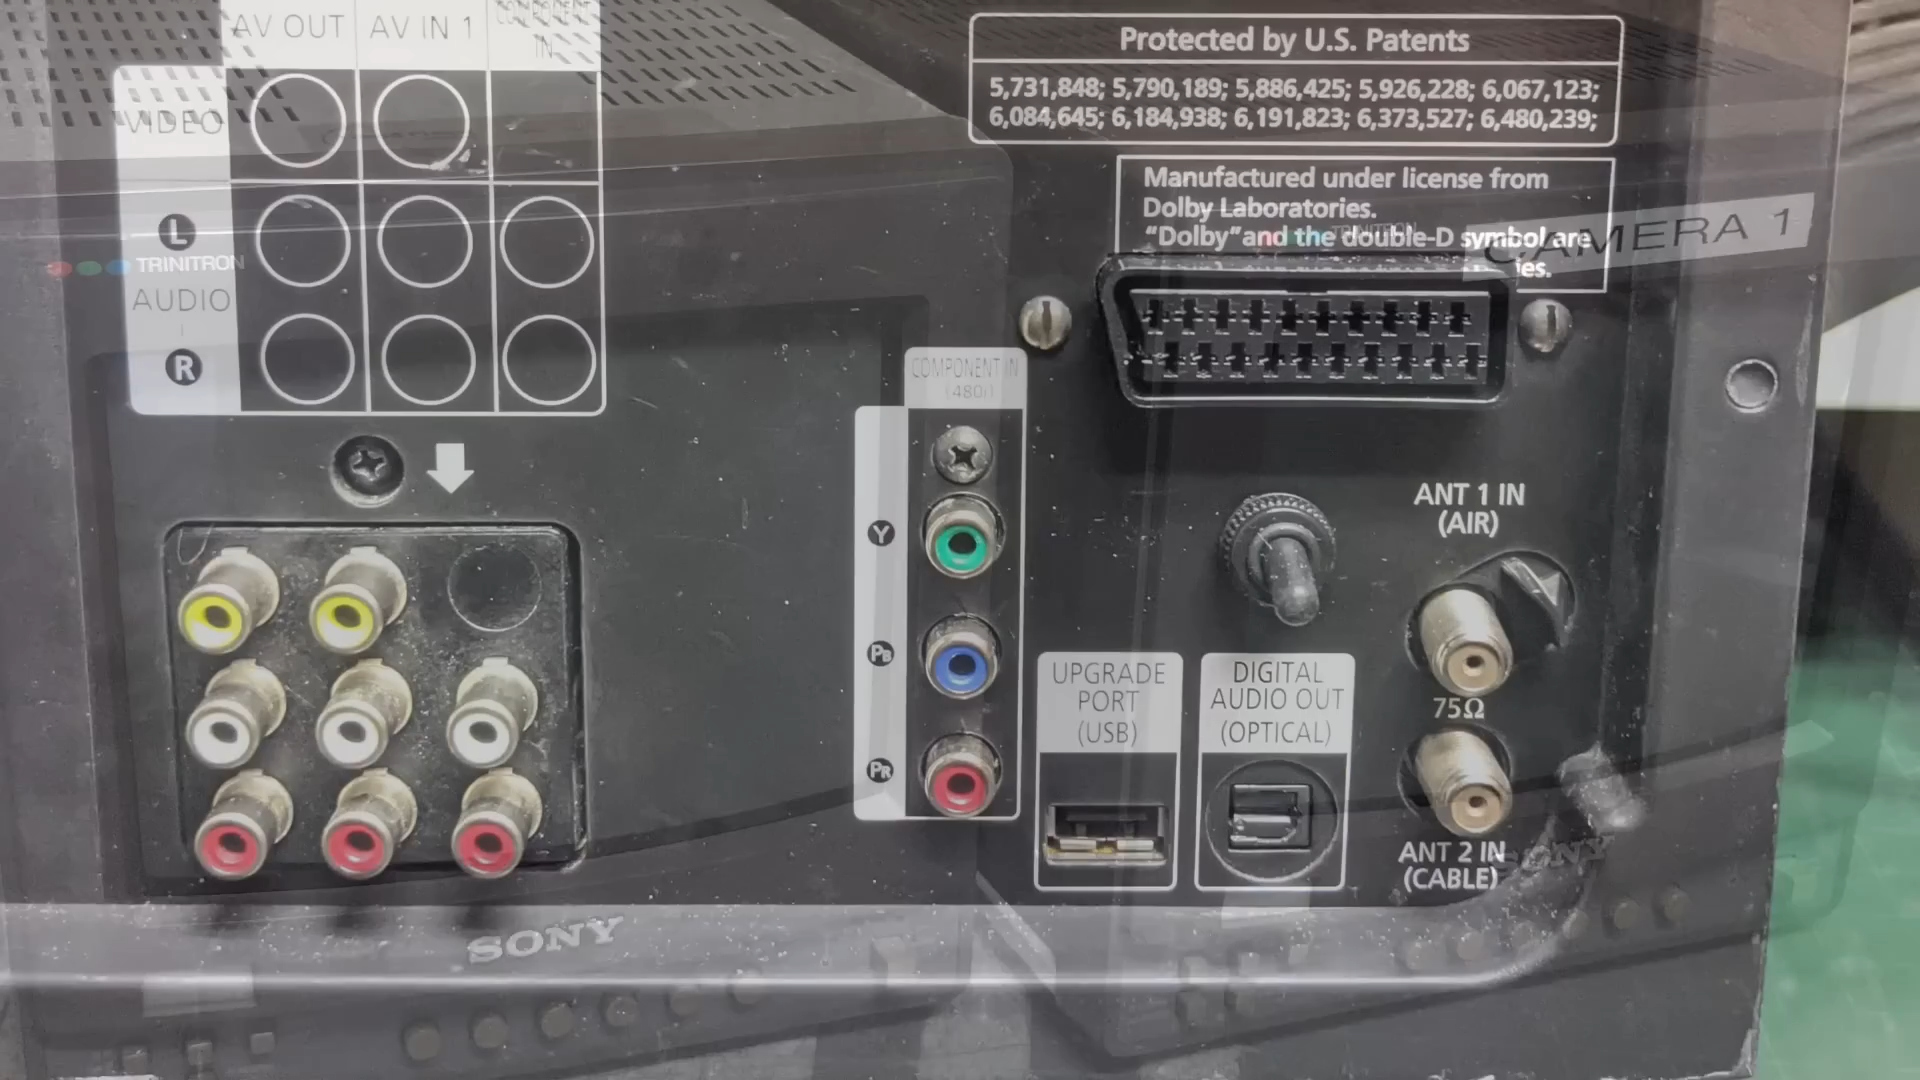 AV OUT
AV IN 1
COMPONENT
IN
VIDEO
L
TRINITRON
AUDIO
R
Protected by U.S. Patents
5,731,848; 5,790,189; 5,886,425; 5,926,228; 6,067,123;
6,084,645; 6,184,938; 6,191,823; 6,373,527; 6,480,239;
Manufactured under license from
Dolby Laboratories.
"Dolby"and the double-D symbol are
TRINITRON
CAMERA 1
COMPONENT IN
(480i)
Y
PB
PR
UPGRADE
PORT
(USB)
DIGITAL
AUDIO OUT
(OPTICAL)
ANT 1 IN
(AIR)
75Ω
ANT 2 IN
(CABLE)
SONY
SONY